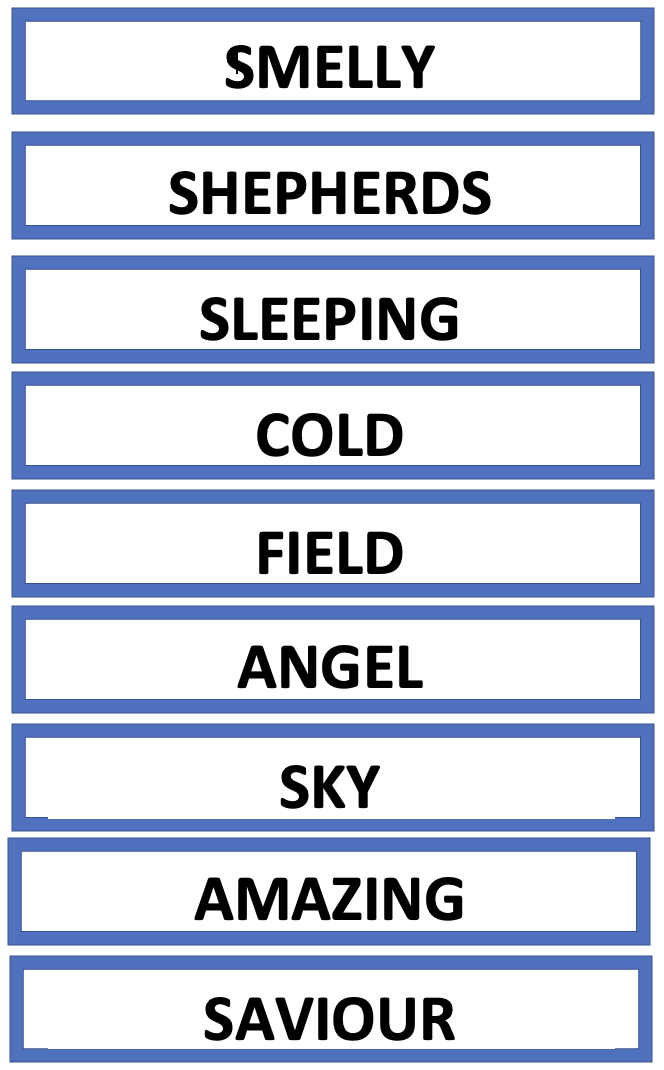 SMELLY
SHEPHERDS
SLEEPING
COLD
FIELD
ANGEL
SKY
AMAZING
SAVIOUR